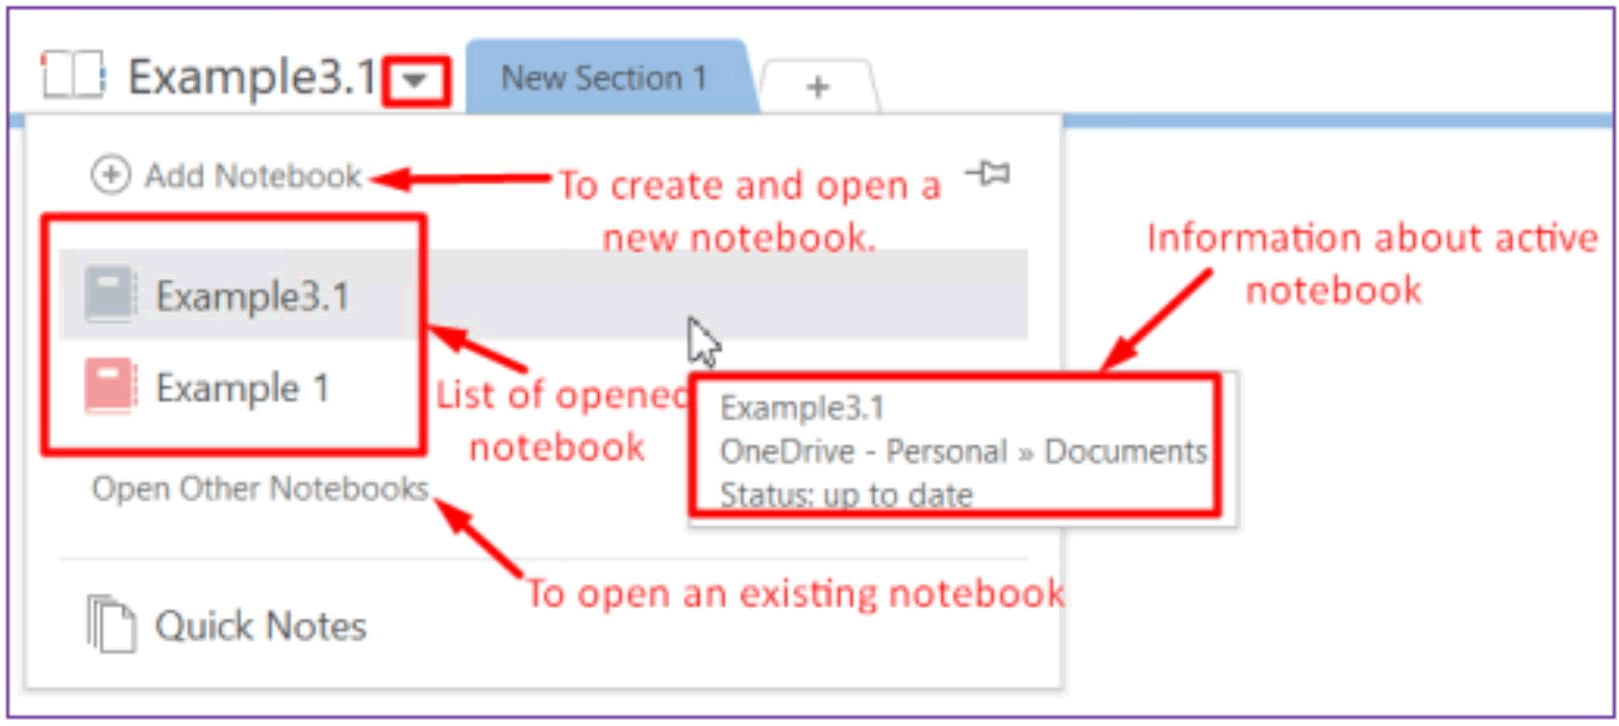 Example3.1
New Section 1
+
Add Notebook
To create and open a
new notebook.
Information about active
notebook
Example3.1
Example 1
List of opened
notebook
Example3.1
OneDrive - Personal » Documents
Status: up to date
Open Other Notebooks
To open an existing notebook
Quick Notes